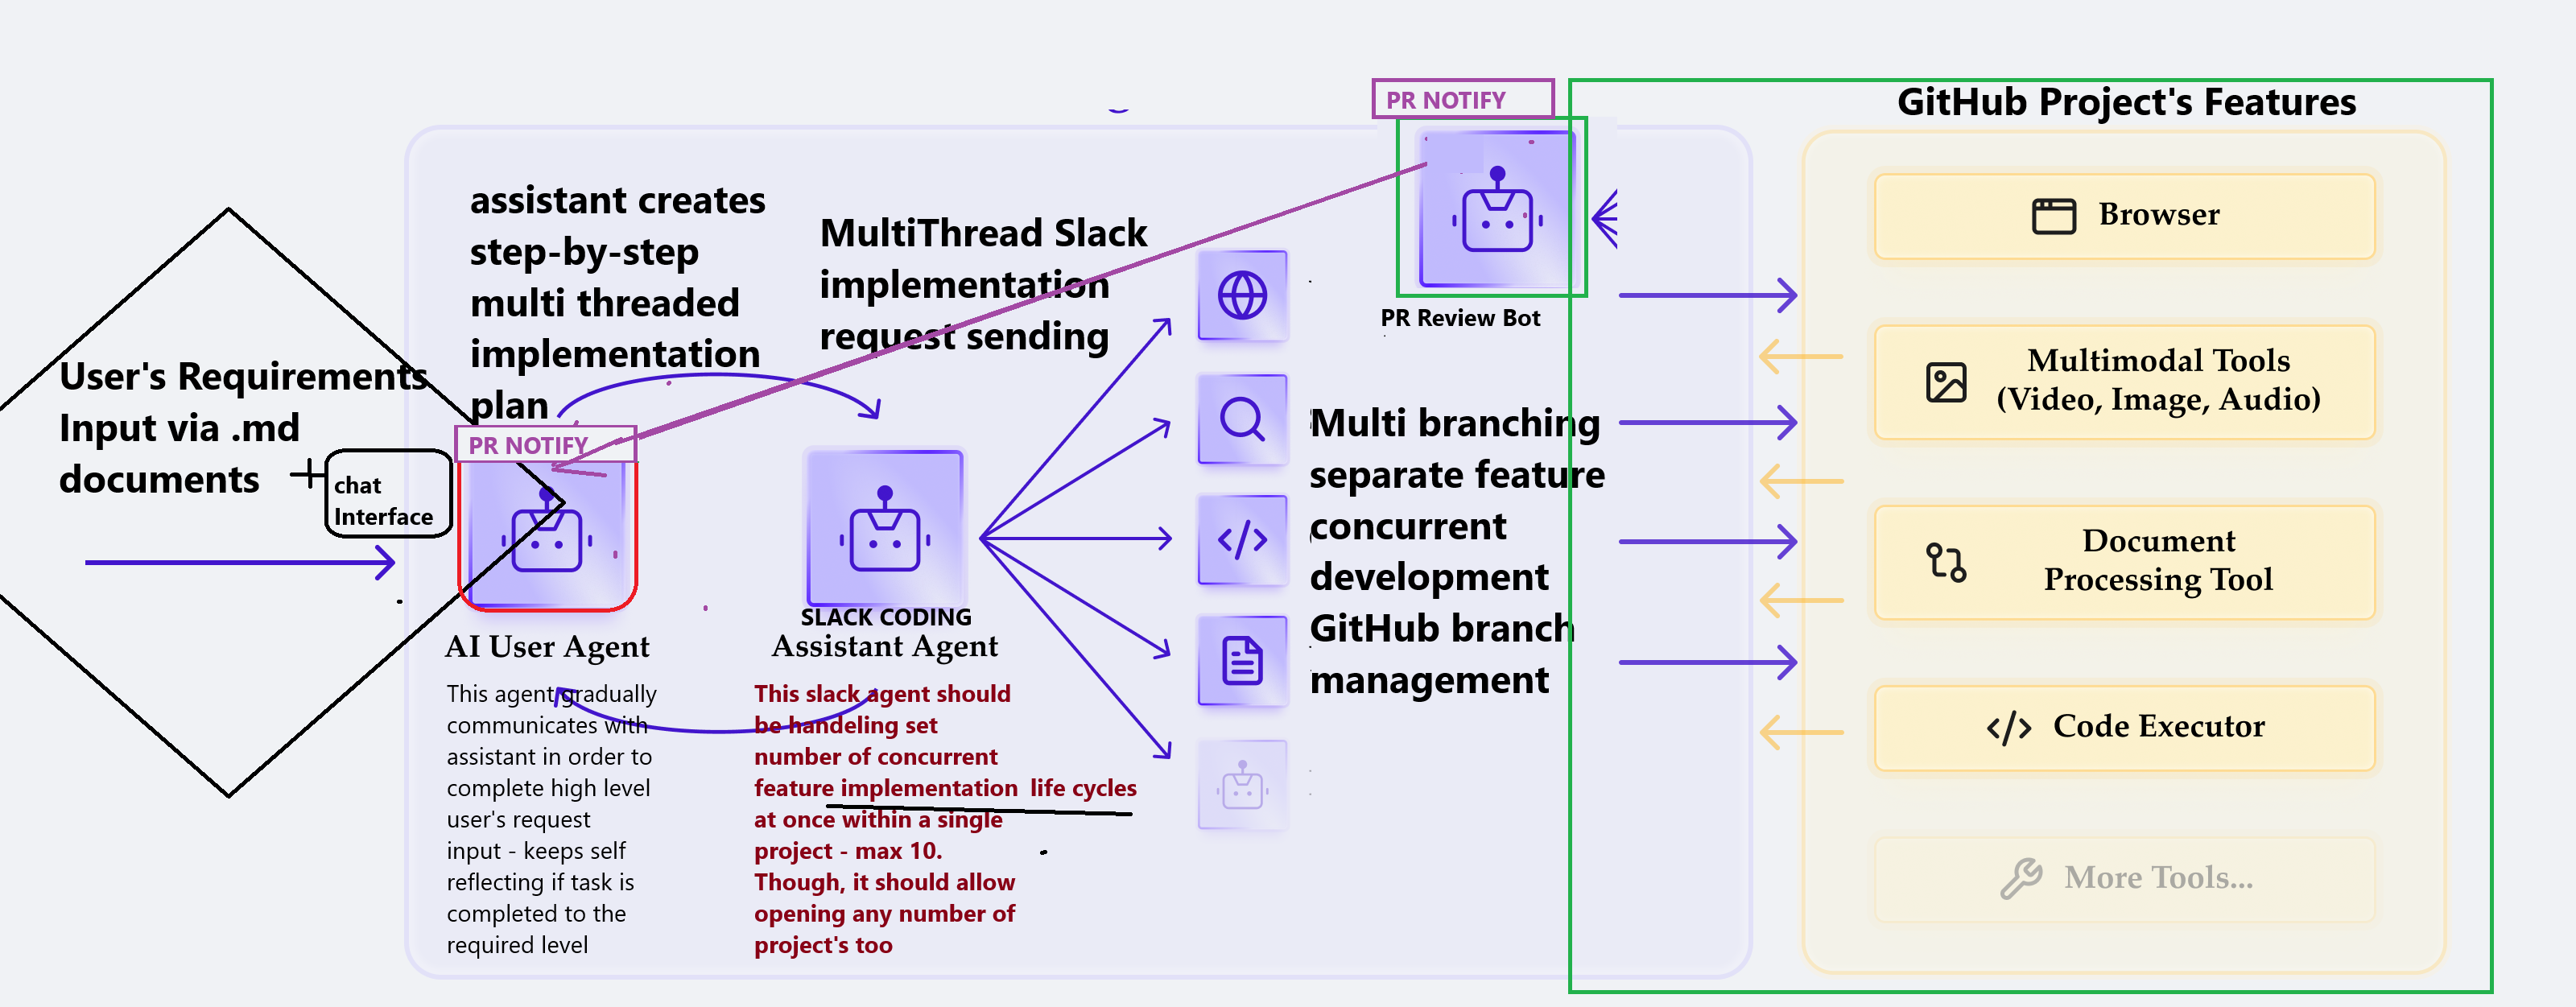 PR NOTIFY
GitHub Project's Features
assistant creates
step-by-step
multi threaded
implementation
plan
MultiThread Slack
implementation
request sending
PR Review Bot
Browser
Multimodal Tools
(Video, Image, Audio)
User's Requirements
Input via .md
documents
chat
Interface
PR NOTIFY
Multi branching
separate feature
concurrent
development
GitHub branch
management
Document
Processing Tool
SLACK CODING
AI User Agent
Assistant Agent
This agent gradually
communicates with
assistant in order to
complete high level
user's request
input - keeps self
reflecting if task is
completed to the
required level
This slack agent should
be handeling set
number of concurrent
feature implementation life cycles
at once within a single
project - max 10.
Though, it should allow
opening any number of
project's too
Code Executor
More Tools...